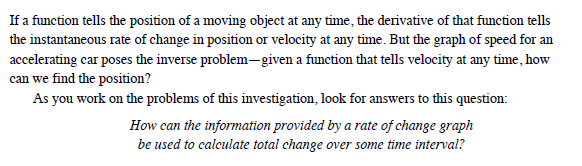 If a function tells the position of a moving object at any time, the derivative of that function tells
the instantaneous rate of change in position or velocity at any time. But the graph of speed for an
accelerating car poses the inverse problem—given a function that tells velocity at any time, how
can we find the position?
As you work on the problems of this investigation, look for answers to this question:
How can the information provided by a rate of change graph
be used to calculate total change over some time interval?